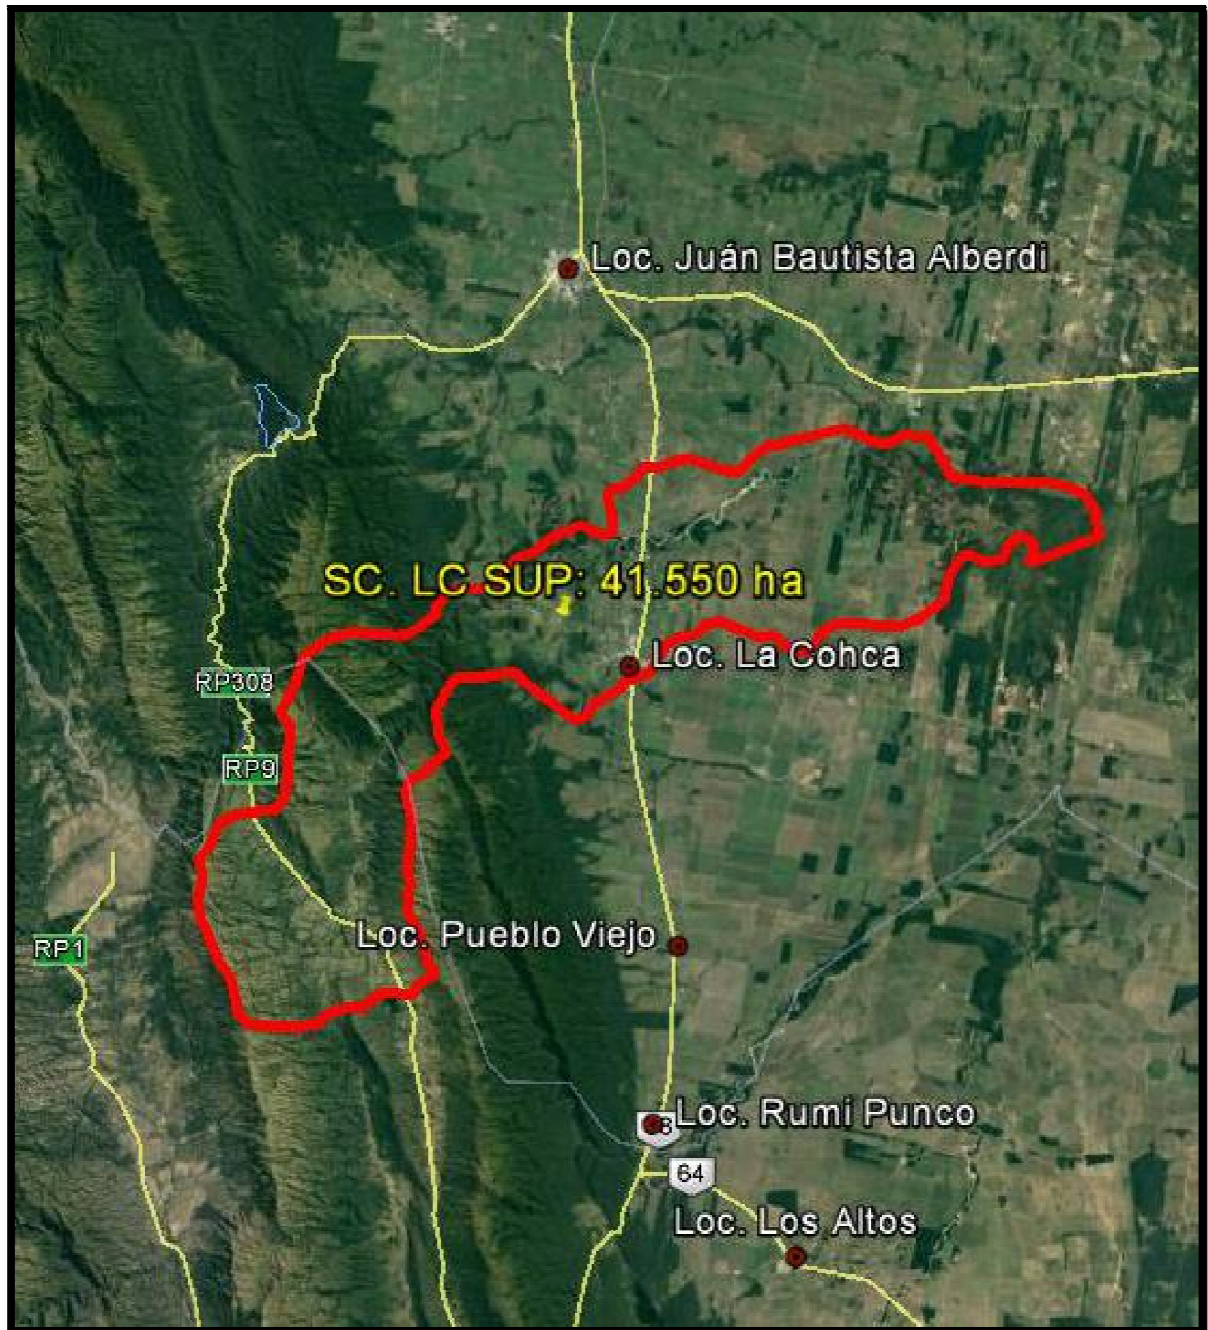 Loc. Juán Bautista Alberdi
SC. LC SUP: 41.550 ha
Loc. La Cohca
RP308
RP9
Loc. Pueblo Viejo
RP1
Loc. Rumi Punco
64
Loc. Los Altos